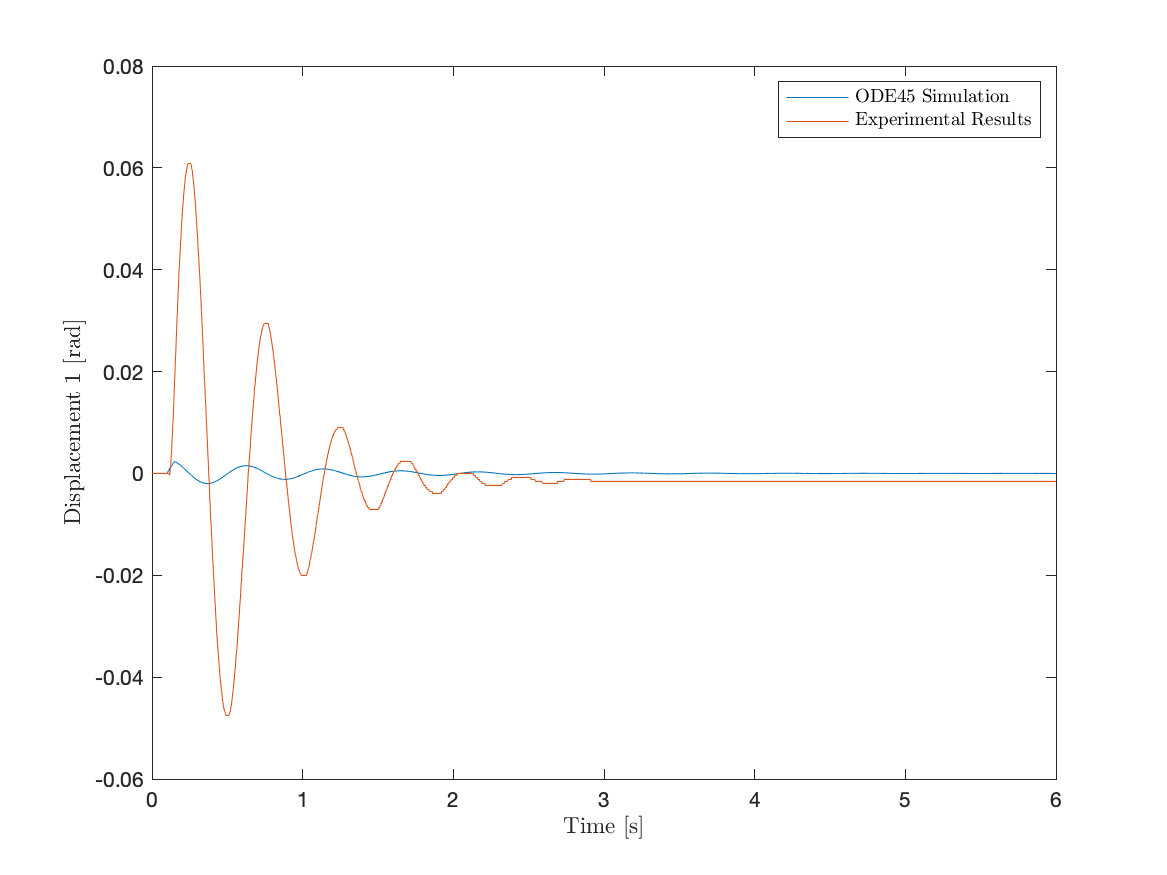 0.08
0.06
0.04
0.02
0
-0.02
-0.04
-0.06
Displacement 1 [rad]
ODE45 Simulation
Experimental Results
0 1 2 3 4 5 6
Time [s]